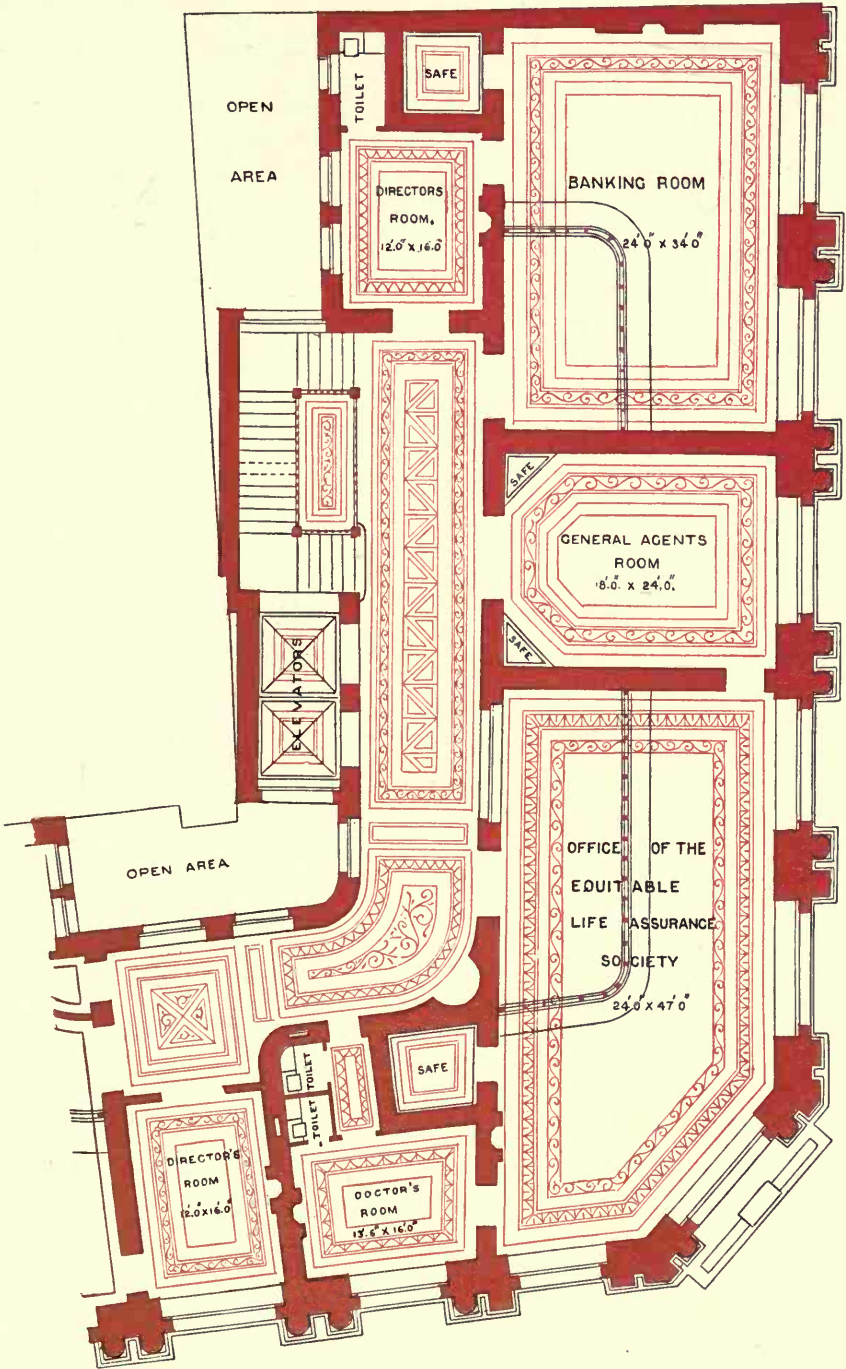 OPEN
AREA
TOILET
SAFE
DIRECTORS
ROOM.
12'.0" X 16.0"
BANKING ROOM
24'.0" X 34'.0"
SAFE
GENERAL AGENTS
ROOM
18'.0". X 24'.0".
SAFE
ELEVATORS
OPEN AREA
OFFICE OF THE
EQUITABLE
LIFE ASSURANCE
SOCIETY
24'.0" X 47'.0"
SAFE
TOILET
TOILET
DIRECTOR'S
ROOM
12'.0 X 16'.0"
DOCTOR'S
ROOM
13'.6" X 16'.0"